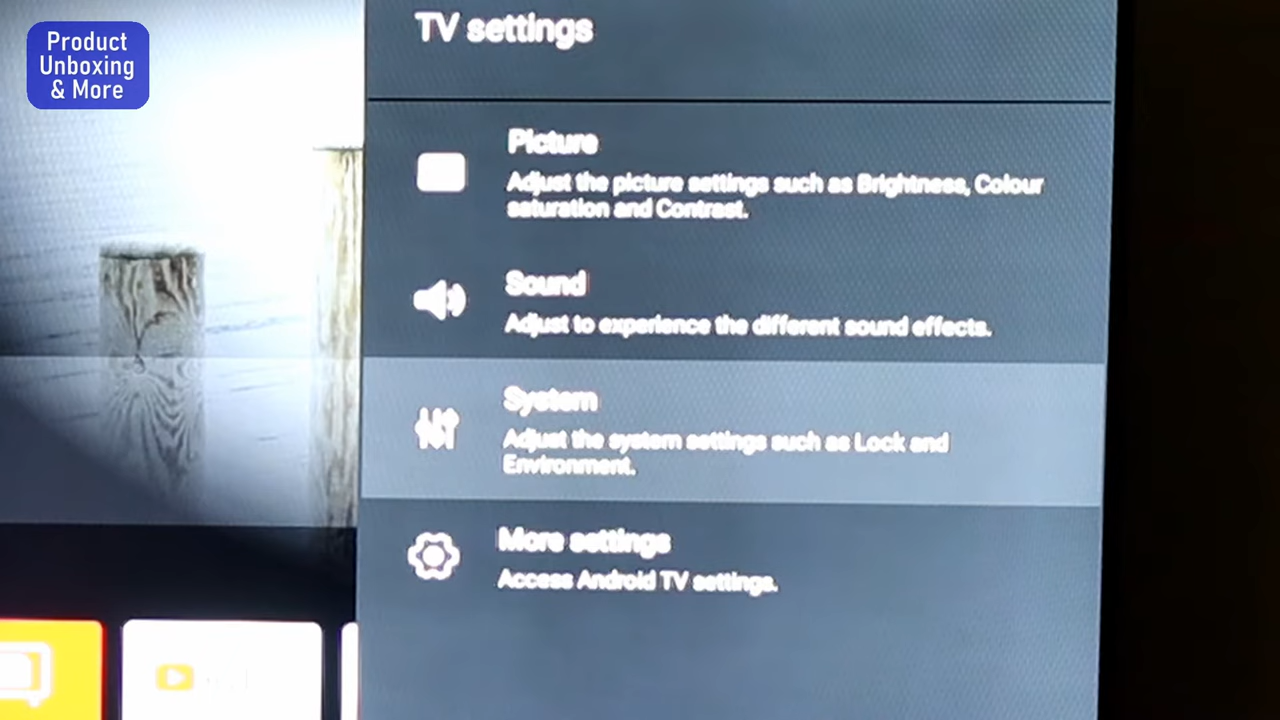 Product
Unboxing
& More
TV settings
Picture
Adjust the picture settings such as Brightness, Colour
saturation and Contrast.
Sound
Adjust to experience the different sound effects.
System
Adjust the system settings such as Lock and
Environment.
More settings
Access Android TV settings.